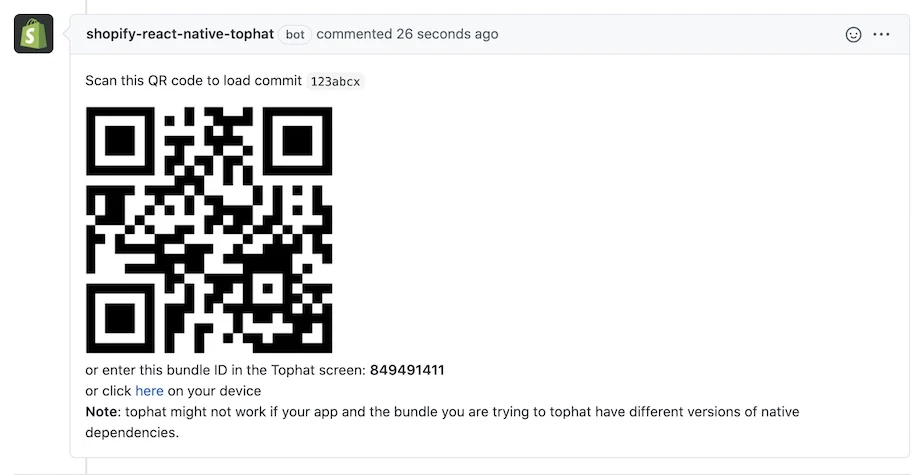 shopify-react-native-tophat bot commented 26 seconds ago
Scan this QR code to load commit 123abcx
or enter this bundle ID in the Tophat screen: 849491411
or click here on your device
Note: tophat might not work if your app and the bundle you are trying to tophat have different versions of native
dependencies.